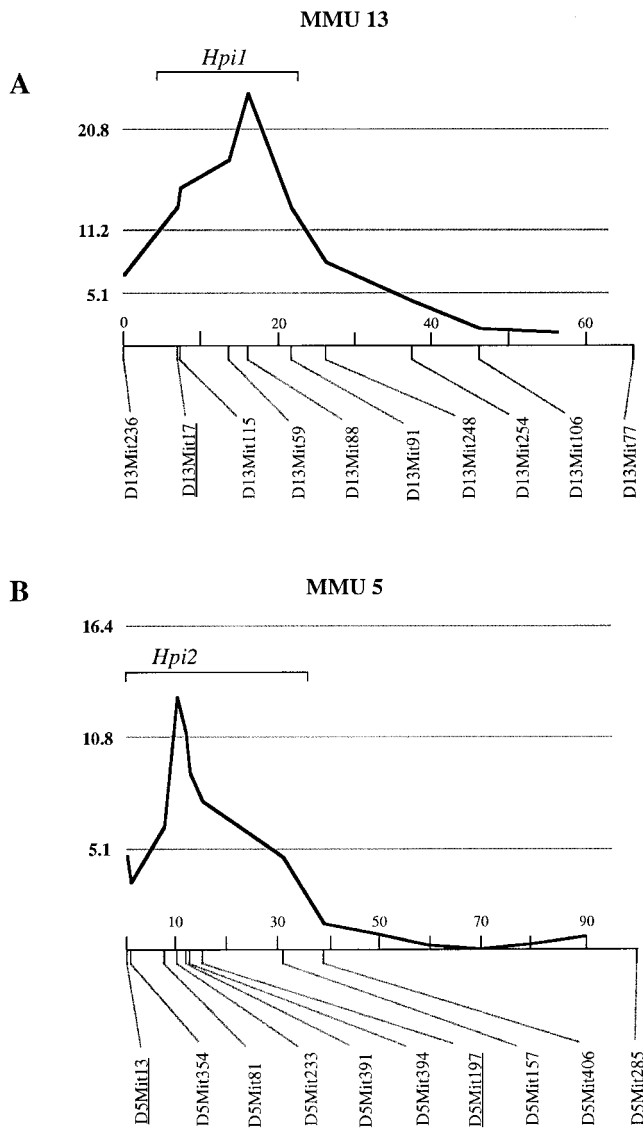 MMU 13
A
Hpi1
20.8
11.2
5.1
0 20 40 60
D13Mit236 D13Mit17 D13Mit115 D13Mit59 D13Mit88 D13Mit91 D13Mit248 D13Mit254 D13Mit106 D13Mit77
B
MMU 5
16.4
Hpi2
10.8
5.1
10 30 50 70 90
D5Mit13 D5Mit354 D5Mit81 D5Mit233 D5Mit391 D5Mit394 D5Mit197 D5Mit157 D5Mit406 D5Mit285